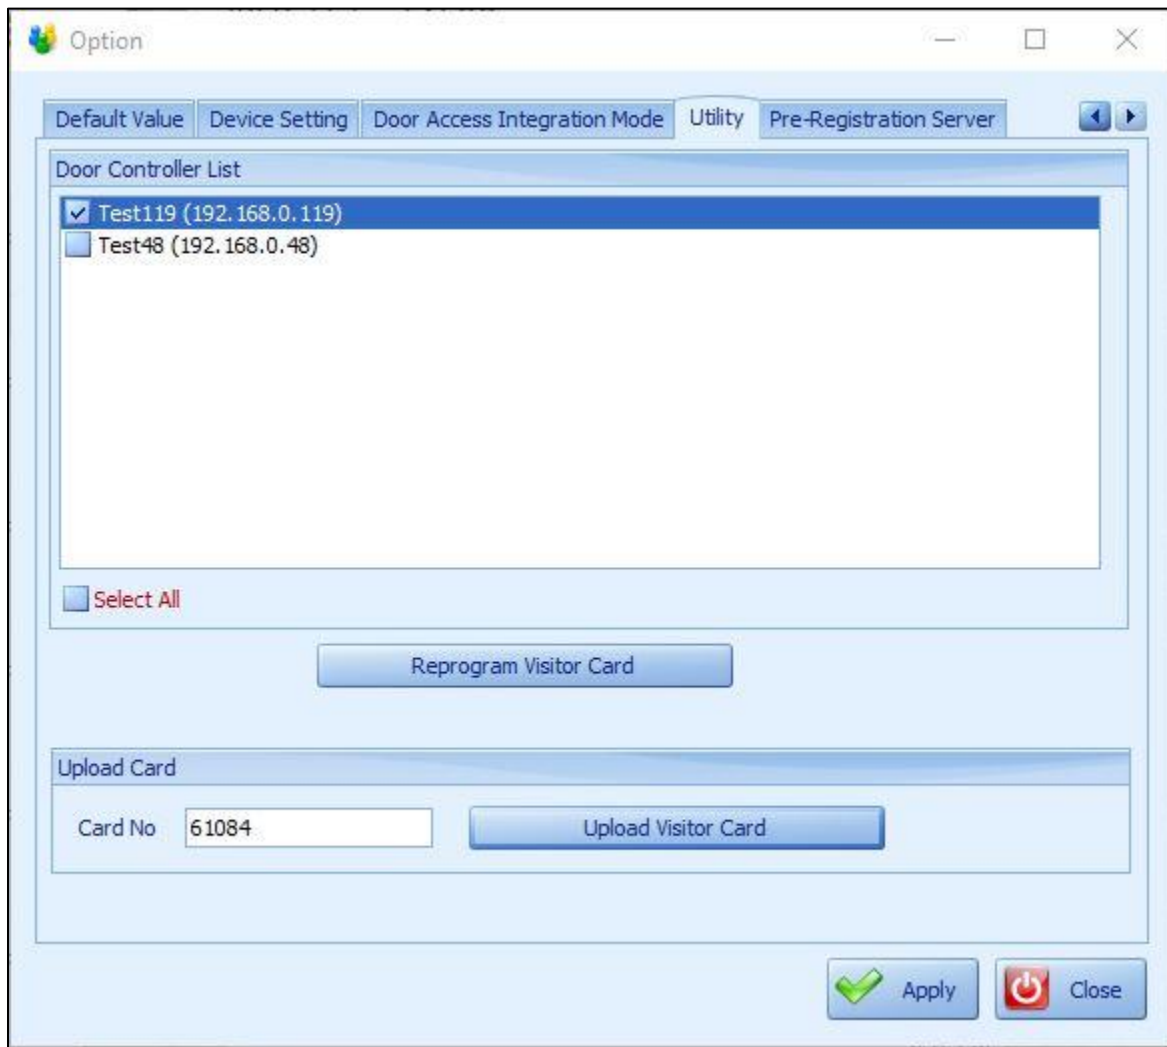 Option
Default Value Device Setting Door Access Integration Mode Utility Pre-Registration Server
Door Controller List
Test119 (192.168.0.119)
Test48 (192.168.0.48)
Select All
Reprogram Visitor Card
Upload Card
Card No 61084 Upload Visitor Card
Apply Close